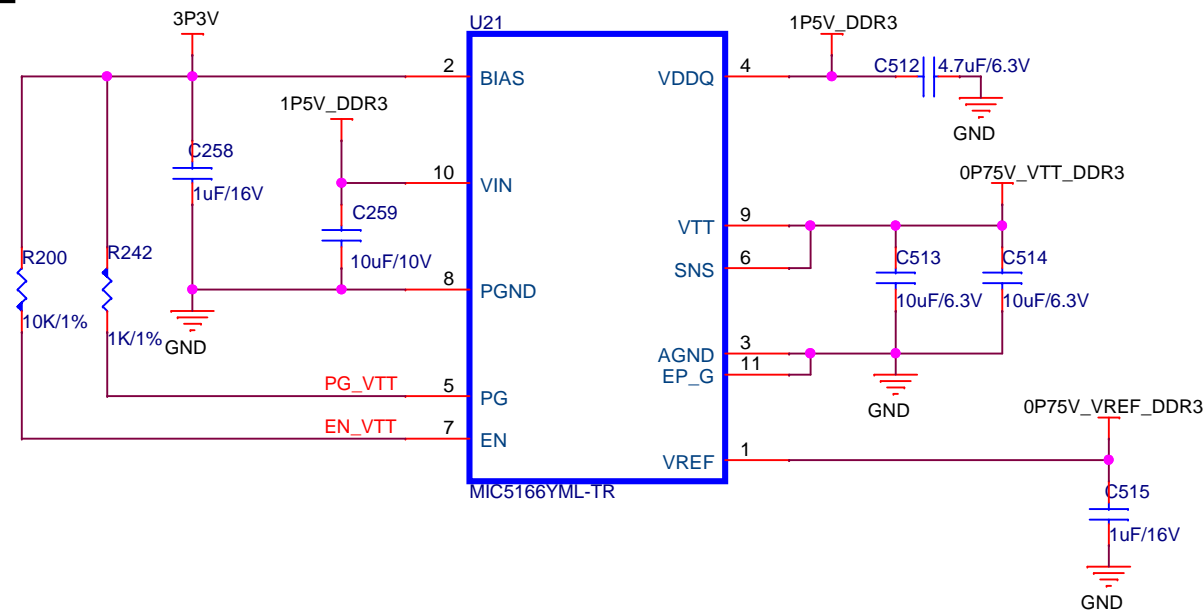 3P3V
U21
1P5V_DDR3
2
BIAS
VDDQ
4
C512
4.7uF/6.3V
GND
1P5V_DDR3
C258
1uF/16V
10
VIN
0P75V_VTT_DDR3
C259
10uF/10V
VTT
9
SNS
6
R200
R242
C513
C514
8
PGND
10uF/6.3V
10uF/6.3V
10K/1%
1K/1%
GND
AGND
3
EP_G
11
PG_VTT
5
PG
GND
0P75V_VREF_DDR3
EN_VTT
7
EN
VREF
1
MIC5166YML-TR
C515
1uF/16V
GND